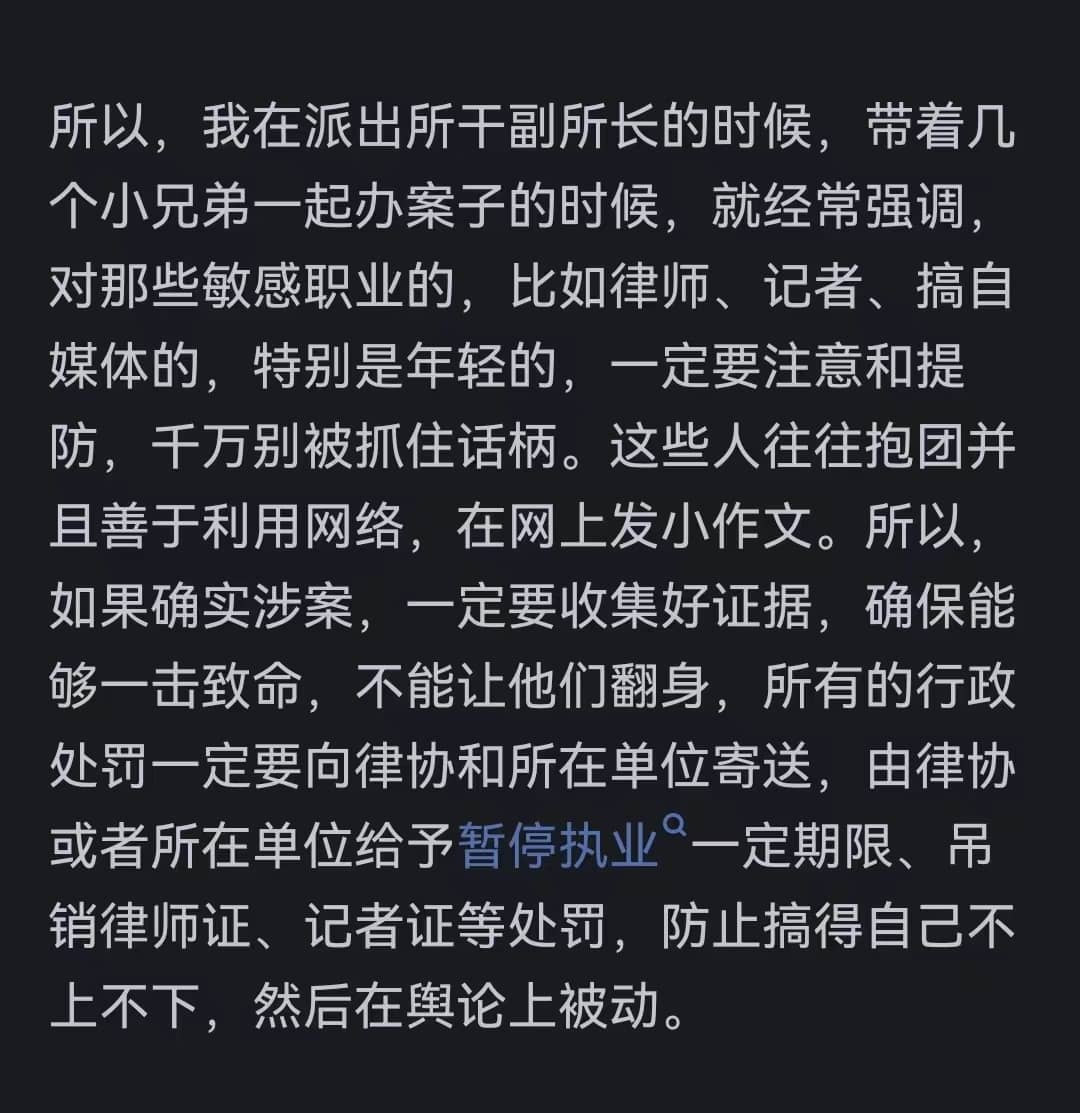 所以，我在派出所干副所长的时候，带着几
个小兄弟一起办案子的时候，就经常强调，
对那些敏感职业的，比如律师、记者、搞自
媒体的，特别是年轻的，一定要注意和提
防，千万别被抓住话柄。这些人往往抱团并
且善于利用网络，在网上发小作文。所以，
如果确实涉案，一定要收集好证据，确保能
够一击致命，不能让他们翻身，所有的行政
处罚一定要向律协和所在单位寄送，由律协
或者所在单位给予暂停执业一定期限、吊
销律师证、记者证等处罚，防止搞得自己不
上不下，然后在舆论上被动。